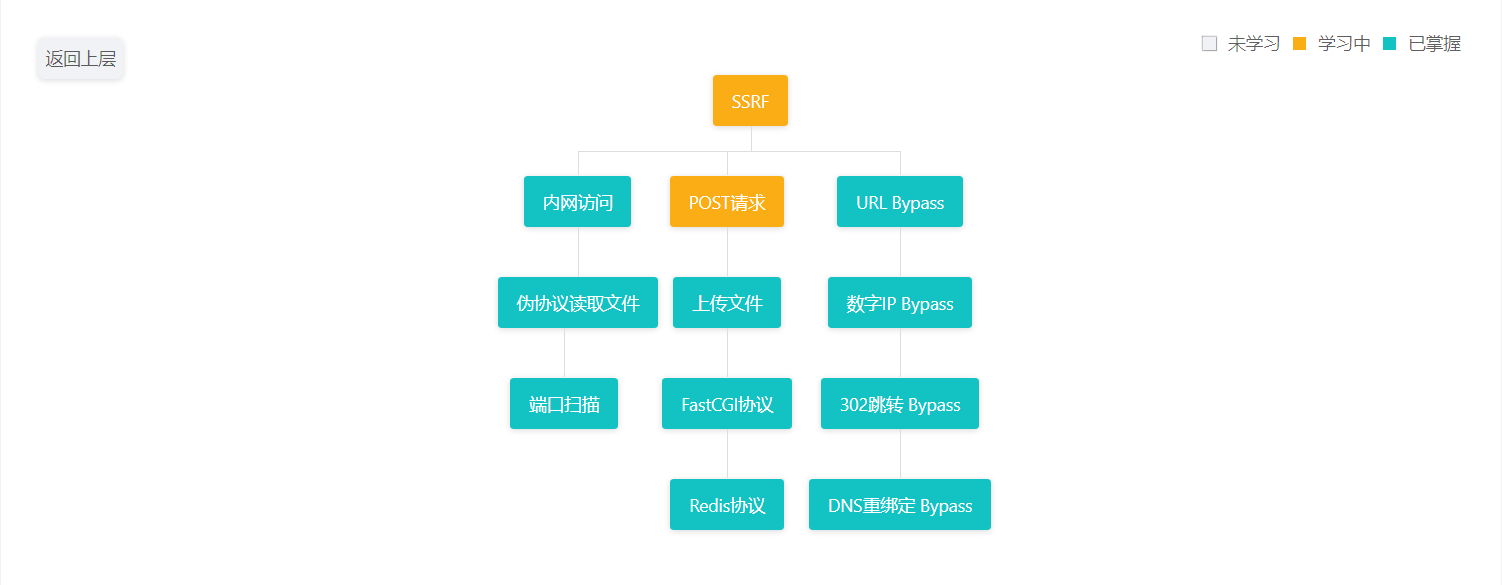 返回上层
未学习
学习中
已掌握
SSRF
内网访问
POST请求
URL Bypass
伪协议读取文件
上传文件
数字IP Bypass
端口扫描
FastCGI协议
302跳转 Bypass
Redis协议
DNS重绑定 Bypass